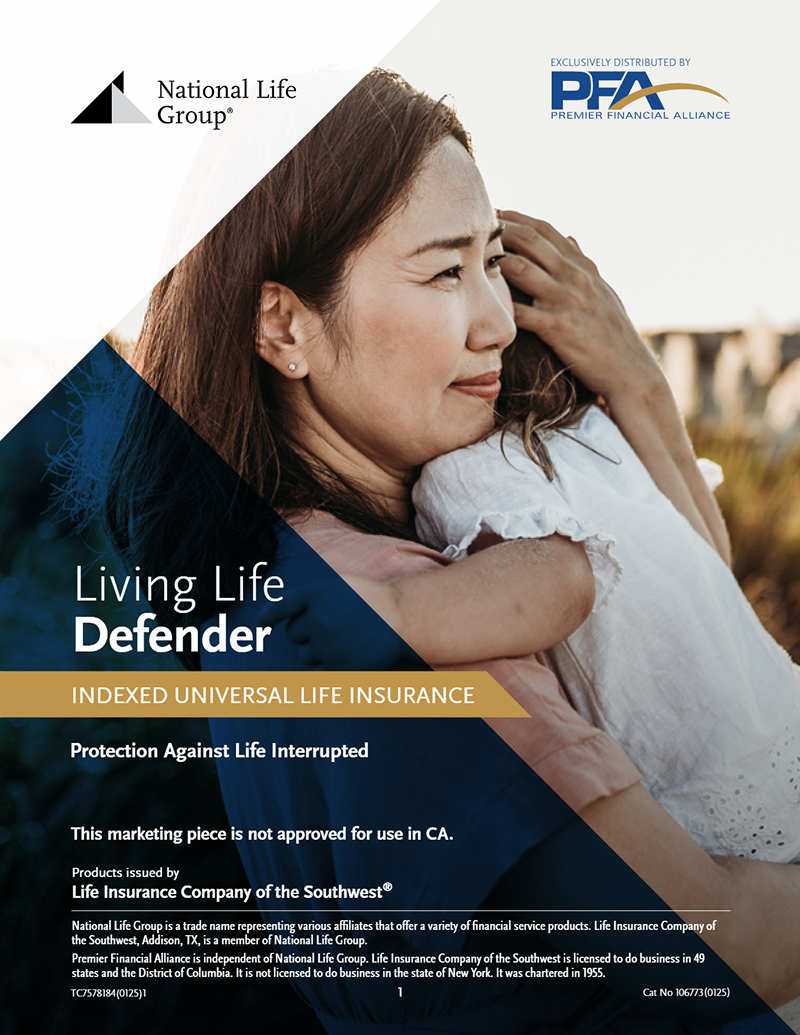 National Life
Group®
EXCLUSIVELY DISTRIBUTED BY
PFA
PREMIER FINANCIAL ALLIANCE
Living Life
Defender
INDEXED UNIVERSAL LIFE INSURANCE
Protection Against Life Interrupted
This marketing piece is not approved for use in CA.
Products issued by
Life Insurance Company of the Southwest®
National Life Group is a trade name representing various affiliates that offer a variety of financial service products. Life Insurance Company of
the Southwest, Addison, TX, is a member of National Life Group.
Premier Financial Alliance is independent of National Life Group. Life Insurance Company of the Southwest is licensed to do business in 49
states and the District of Columbia. It is not licensed to do business in the state of New York. It was chartered in 1955.
TC7578184(0125)1
1
Cat No 106773(0125)